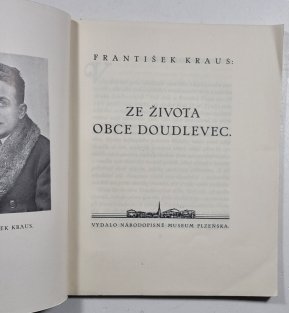 FRANTIŠEK KRAUS:
ZE ŽIVOTA
OBCE DOUDLEVEC.
VYDALO NÁRODOPISNÉ MUSEUM PLZEŇSKA.
EK KRAUS.